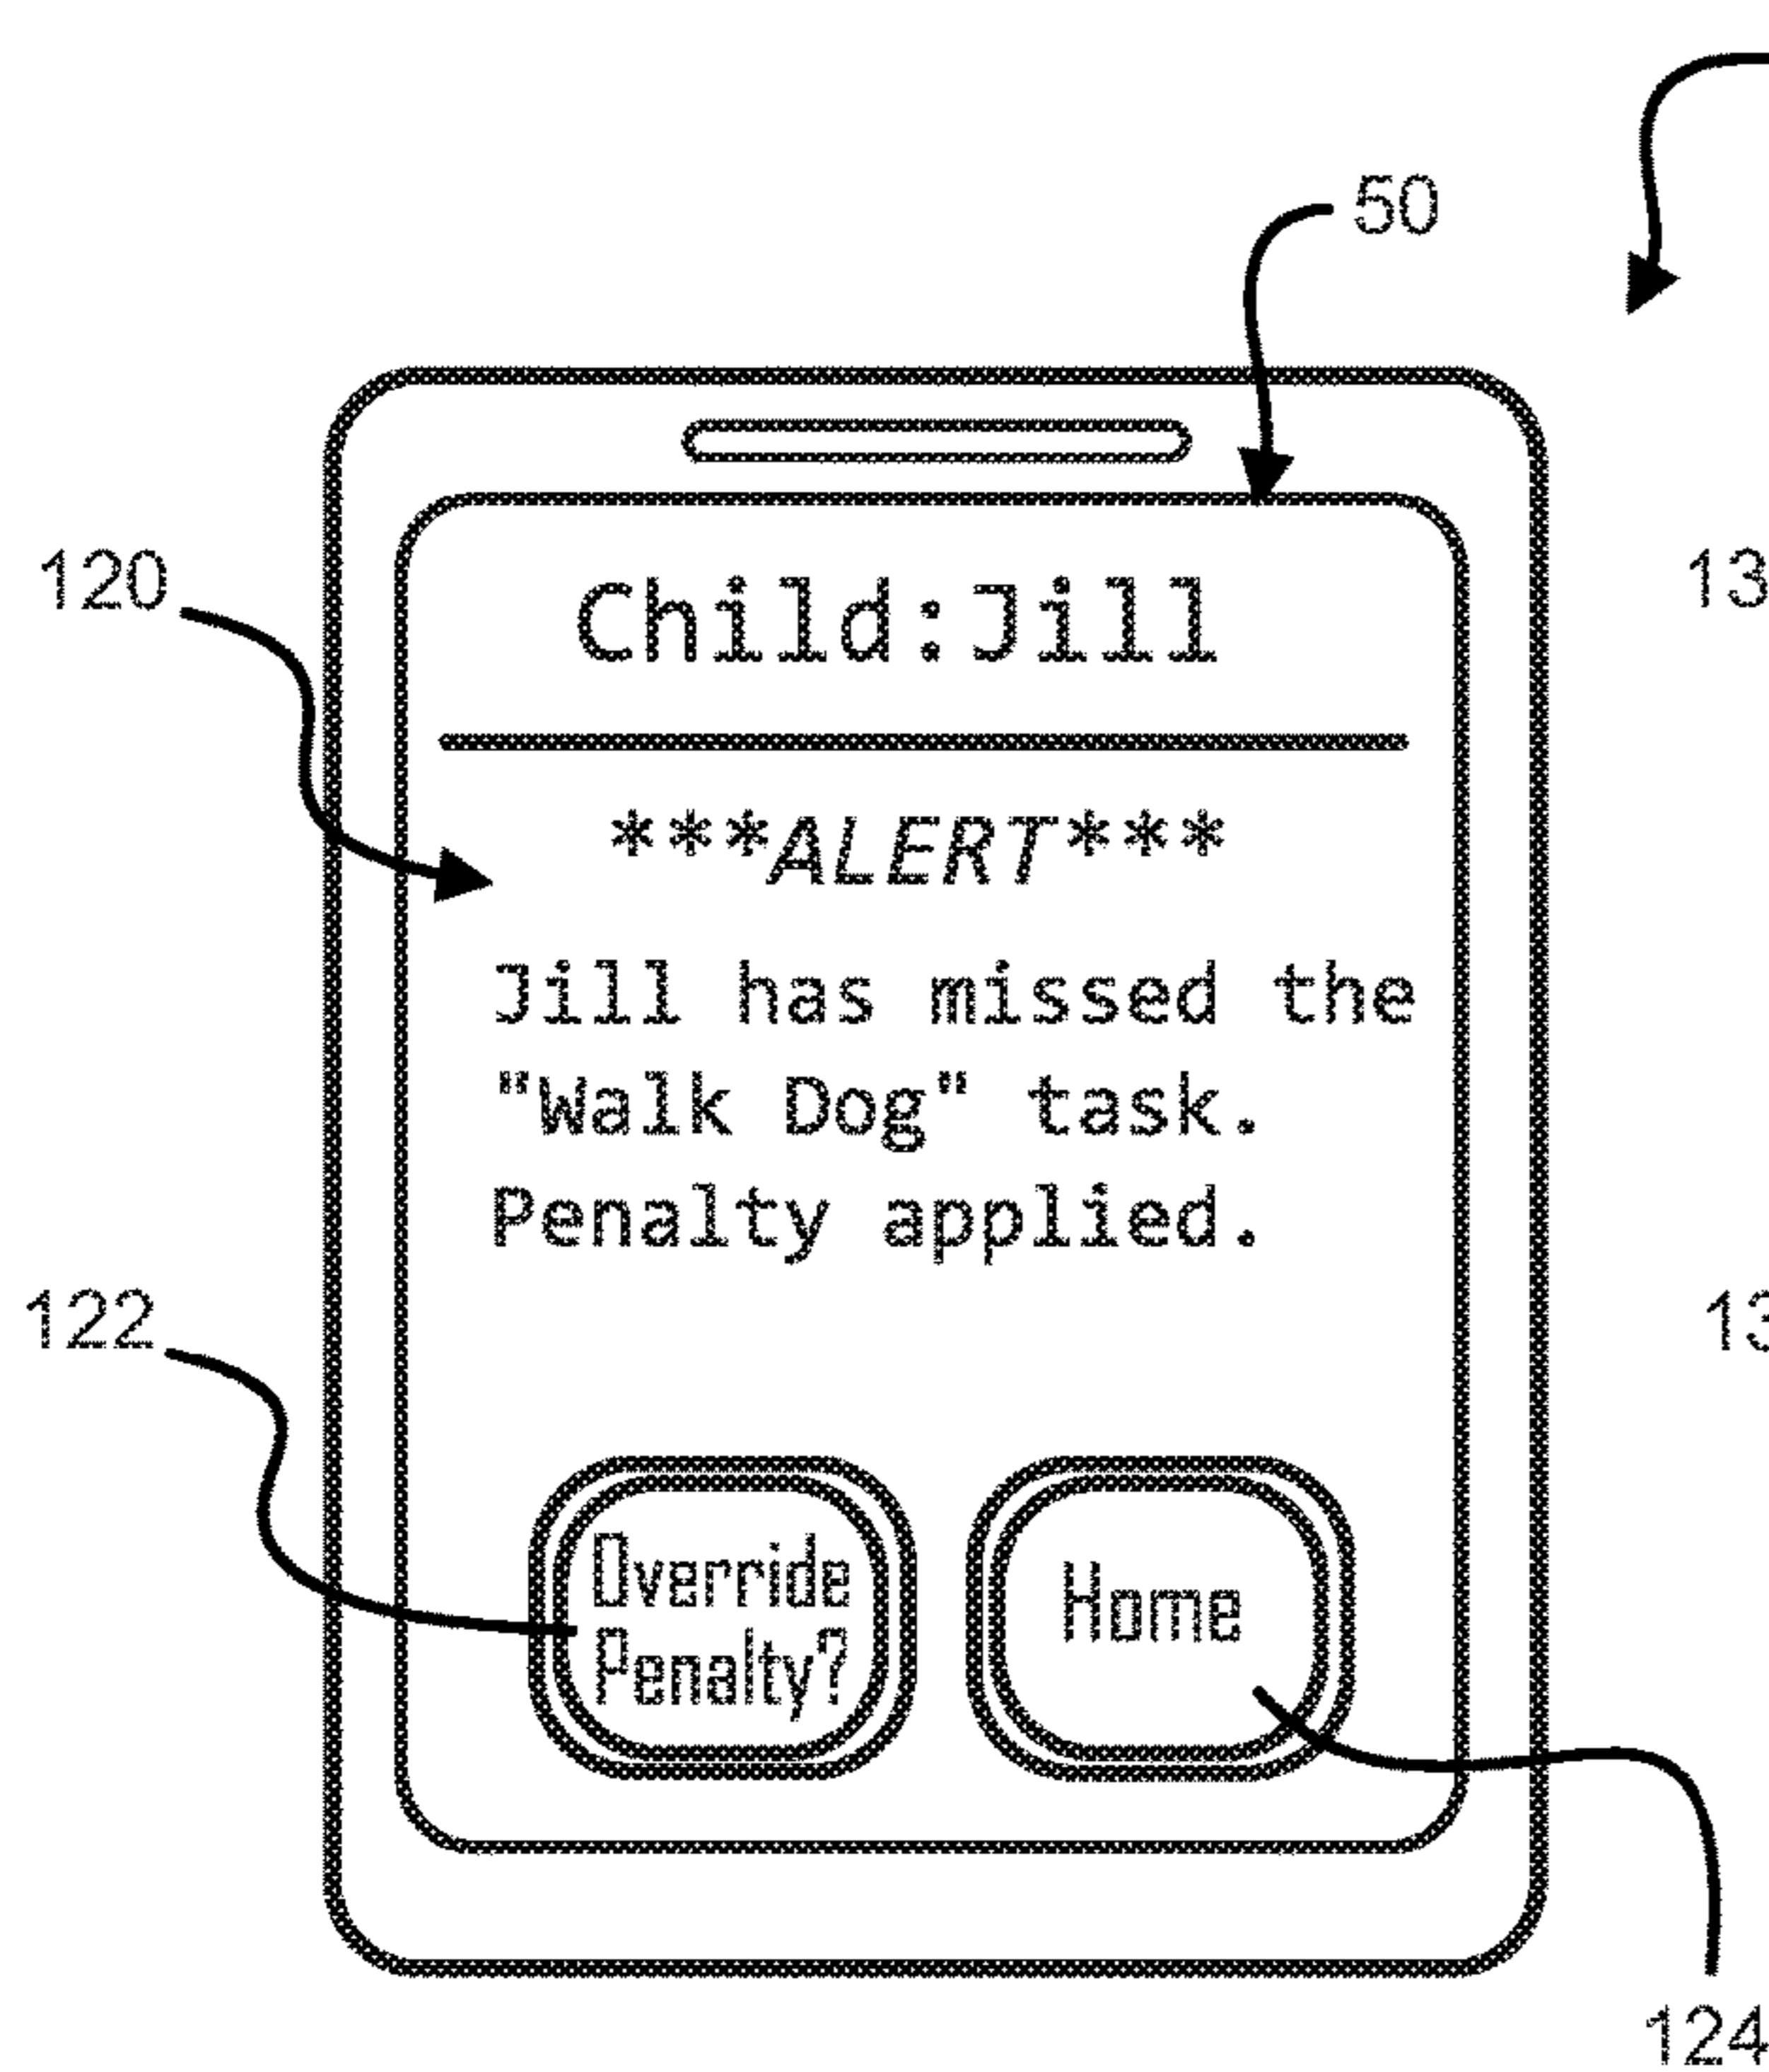 50
120
Child:Jill
***ALERT***
Jill has missed the
"Walk Dog" task.
Penalty applied.
122
Override
Penalty?
Home
124